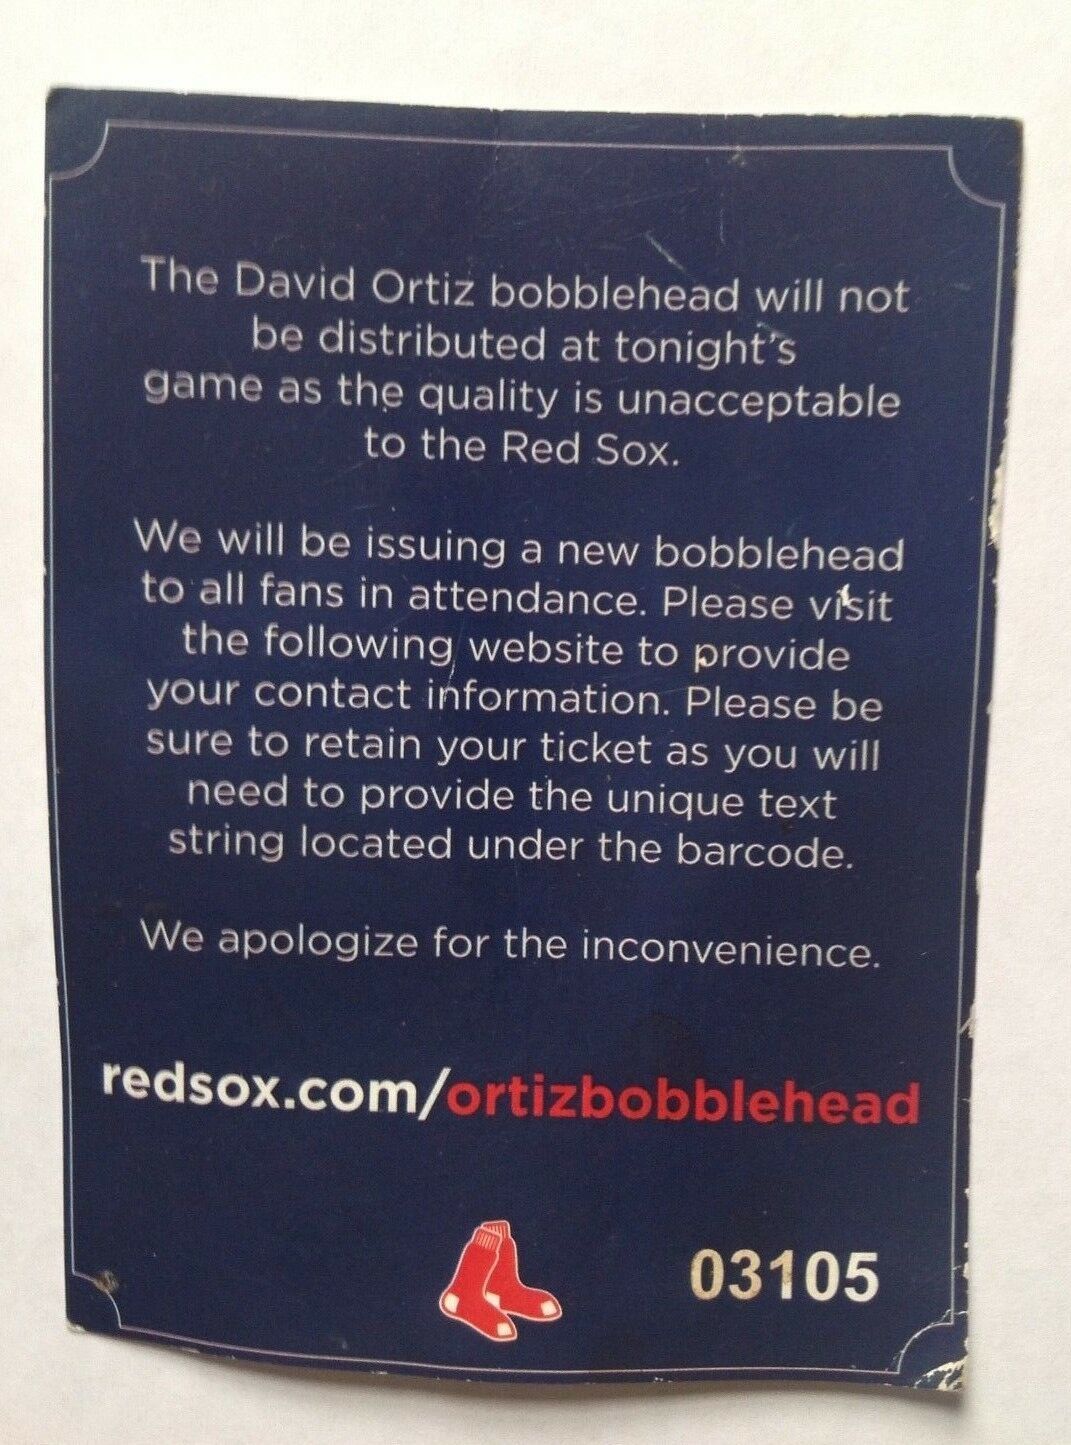 The David Ortiz bobblehead will not
be distributed at tonight's
game as the quality is unacceptable
to the Red Sox.
We will be issuing a new bobblehead
to all fans in attendance. Please visit
the following website to provide
your contact information. Please be
sure to retain your ticket as you will
need to provide the unique text
string located under the barcode.
We apologize for the inconvenience.
redsox.com/ortizbobblehead
03105